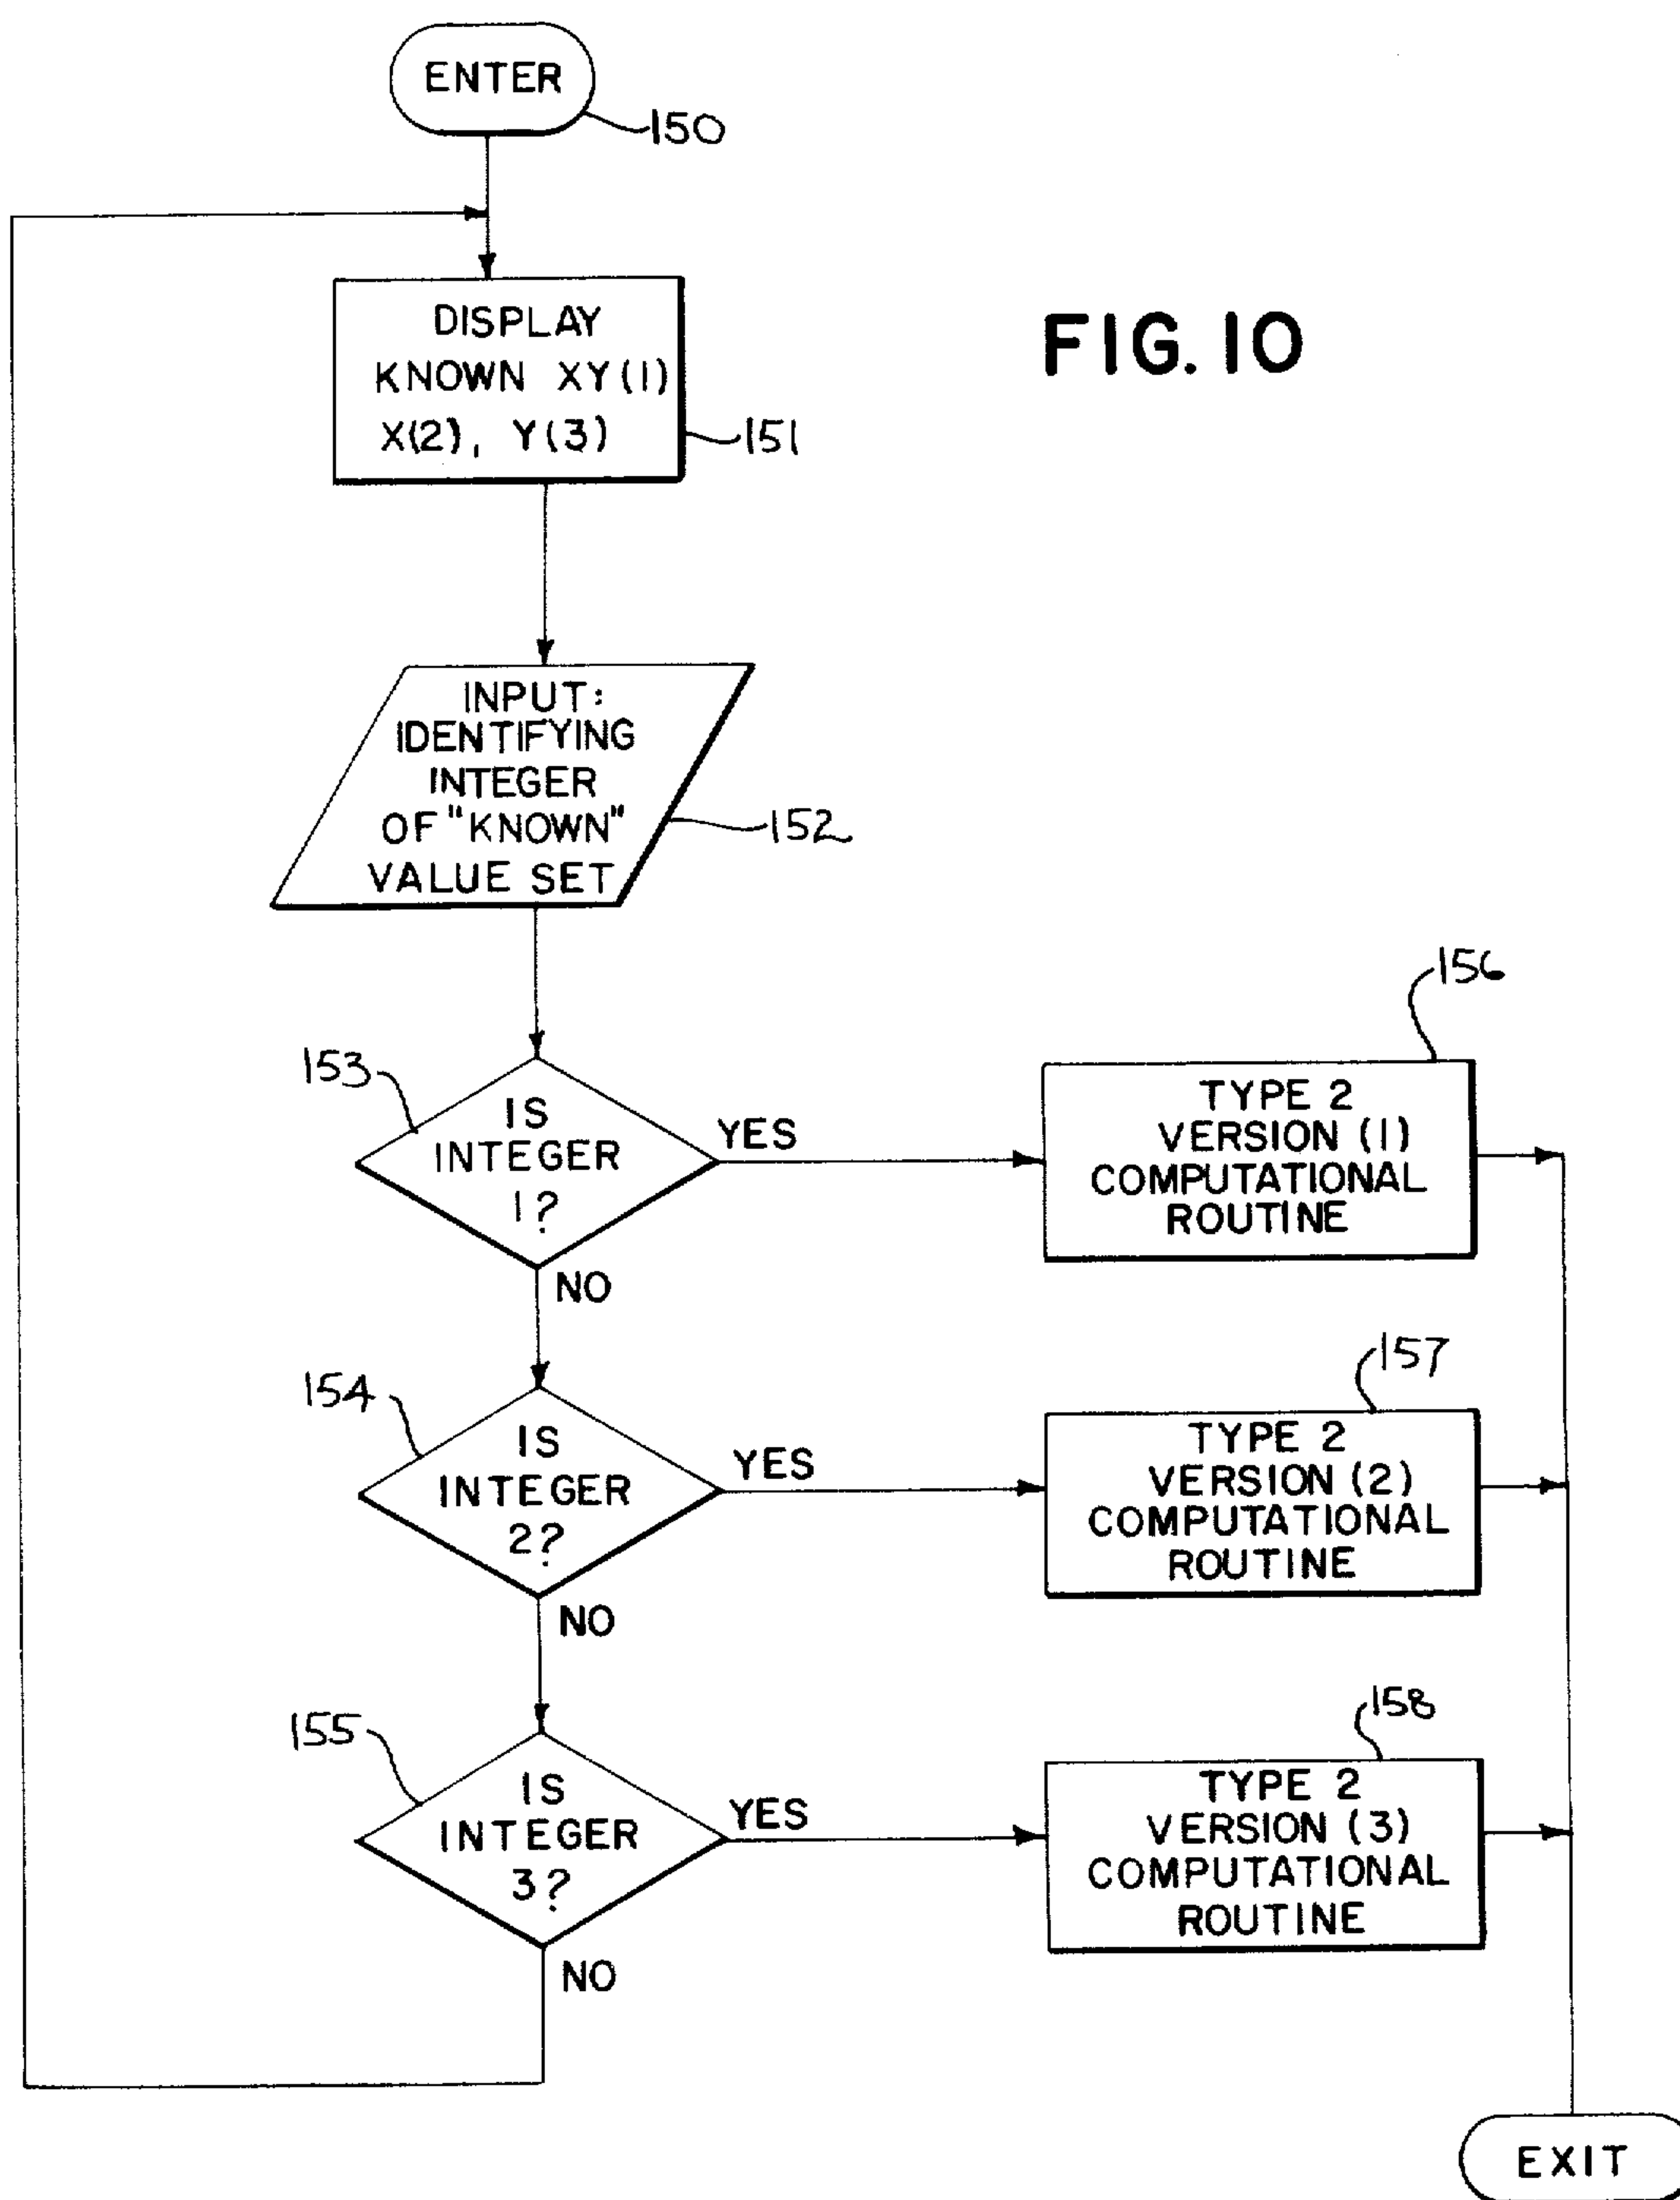 ENTER
150
DISPLAY
KNOWN XY(1)
X(2), Y(3)
151
FIG. 10
INPUT:
IDENTIFYING
INTEGER
OF "KNOWN"
VALUE SET
152
153
IS
INTEGER
1?
YES
NO
156
TYPE 2
VERSION (1)
COMPUTATIONAL
ROUTINE
154
IS
INTEGER
2?
YES
NO
157
TYPE 2
VERSION (2)
COMPUTATIONAL
ROUTINE
155
IS
INTEGER
3?
YES
NO
158
TYPE 2
VERSION (3)
COMPUTATIONAL
ROUTINE
EXIT